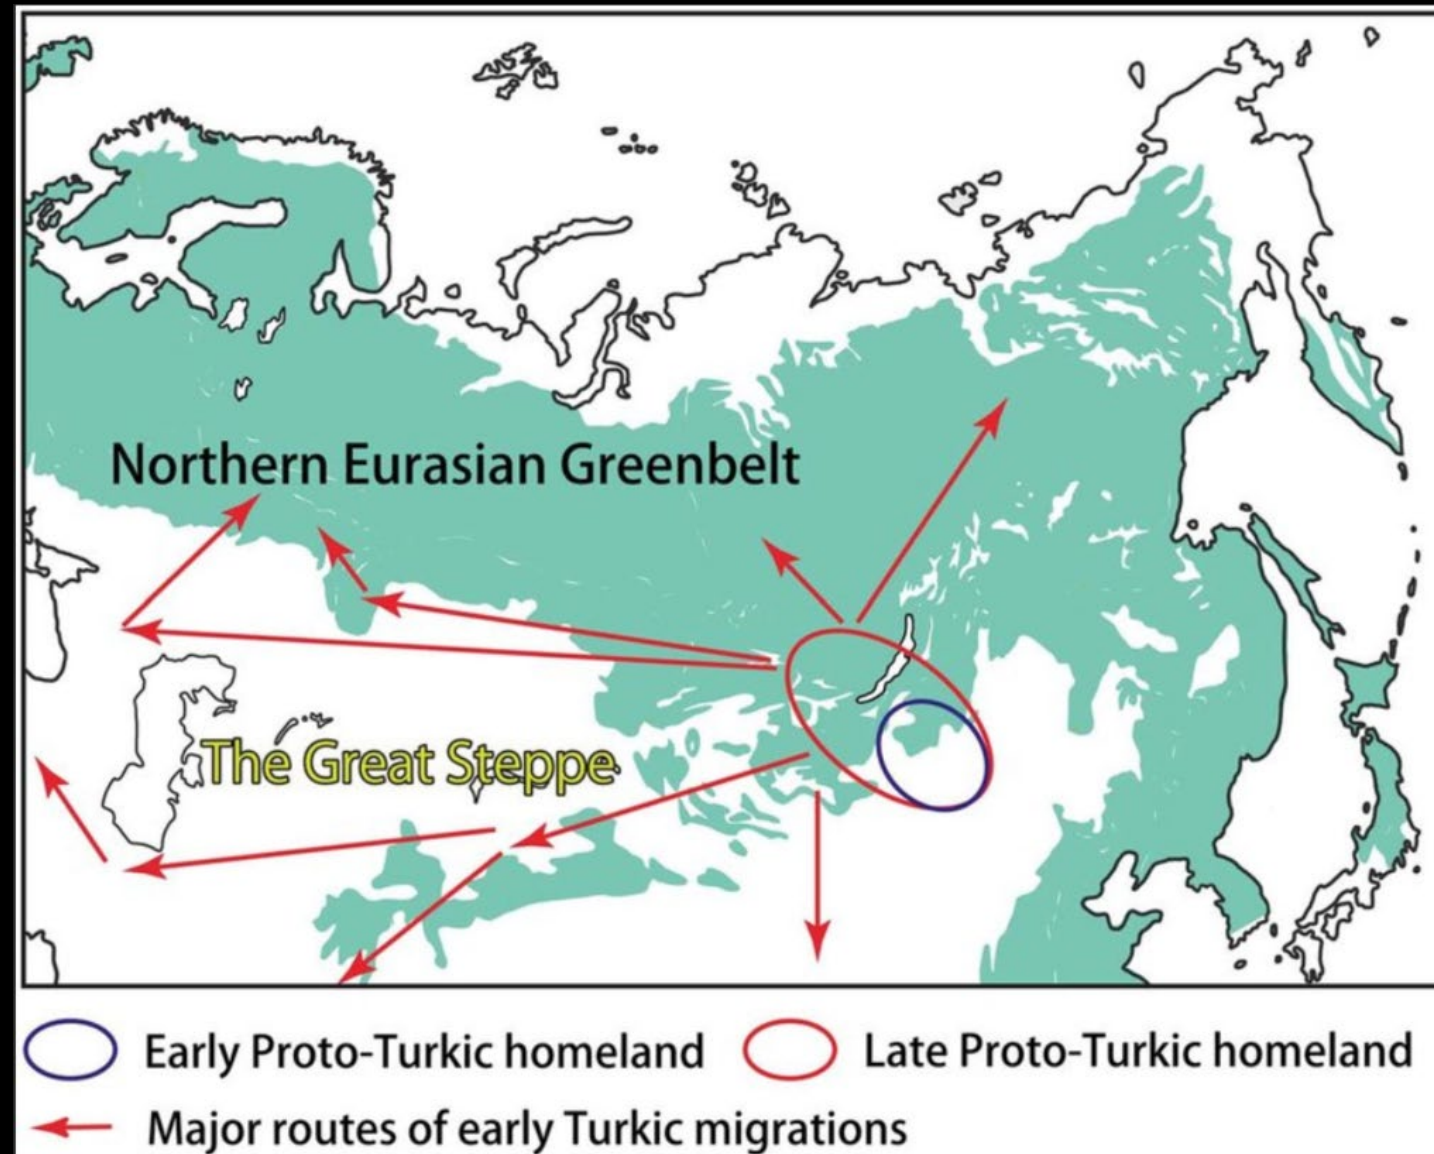 Northern Eurasian Greenbelt
The Great Steppe
Early Proto-Turkic homeland
Late Proto-Turkic homeland
Major routes of early Turkic migrations